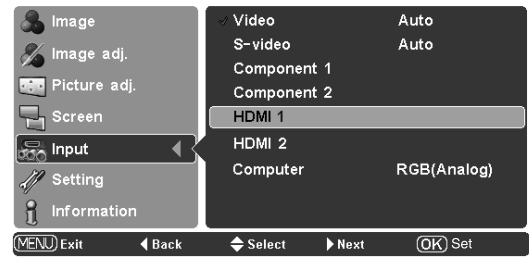 Image
Image adj.
Picture adj.
Screen
Input
Setting
Information
Video Auto
S-video Auto
Component 1
Component 2
HDMI 1
HDMI 2
Computer RGB(Analog)
MENU Exit Back Select Next OK Set